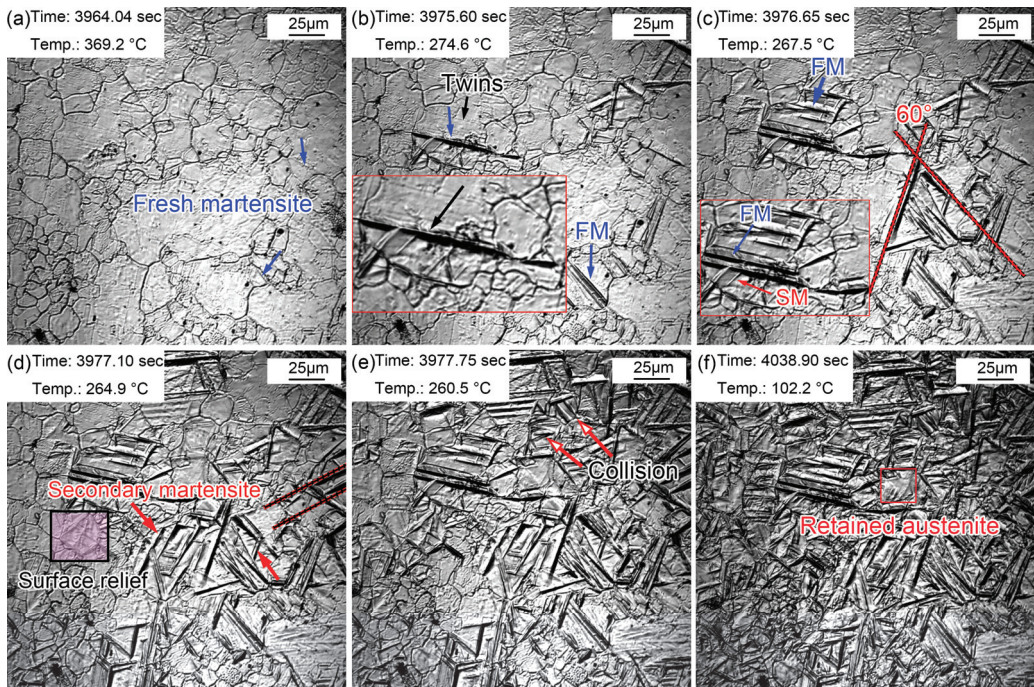 (a) Time: 3964.04 sec
Temp.: 369.2 °C
25μm
Fresh martensite
(b) Time: 3975.60 sec
Temp.: 274.6 °C
25μm
Twins
FM
(c) Time: 3976.65 sec
Temp.: 267.5 °C
25μm
FM
60°
FM
SM
(d) Time: 3977.10 sec
Temp.: 264.9 °C
25μm
Secondary martensite
Surface relief
(e) Time: 3977.75 sec
Temp.: 260.5 °C
25μm
Collision
(f) Time: 4038.90 sec
Temp.: 102.2 °C
25μm
Retained austenite